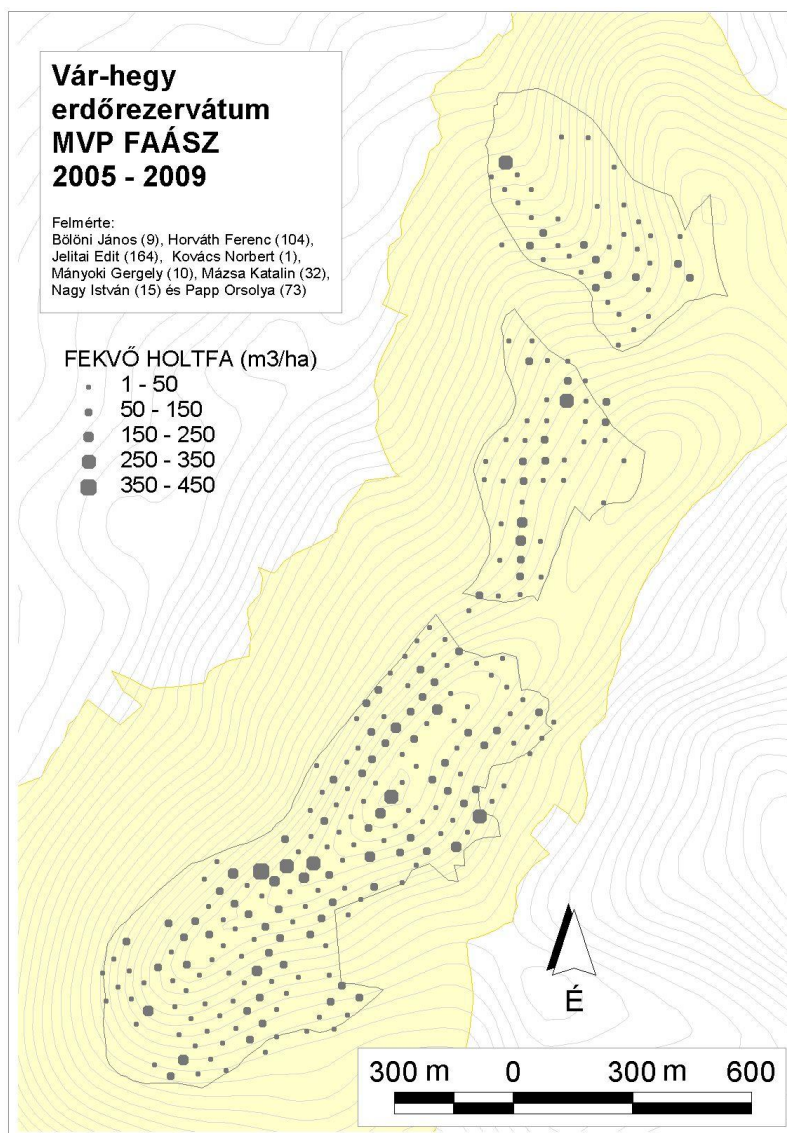 Vár-hegy
erdőrezervátum
MVP FAÁSZ
2005 - 2009
Felmérte:
Bölöni János (9), Horváth Ferenc (104),
Jelitai Edit (164), Kovács Norbert (1),
Mányoki Gergely (10), Mázsa Katalin (32),
Nagy István (15) és Papp Orsolya (73)
FEKVŐ HOLTFA (m3/ha)
1 - 50
50 - 150
150 - 250
250 - 350
350 - 450
É
300 m 0 300 m 600